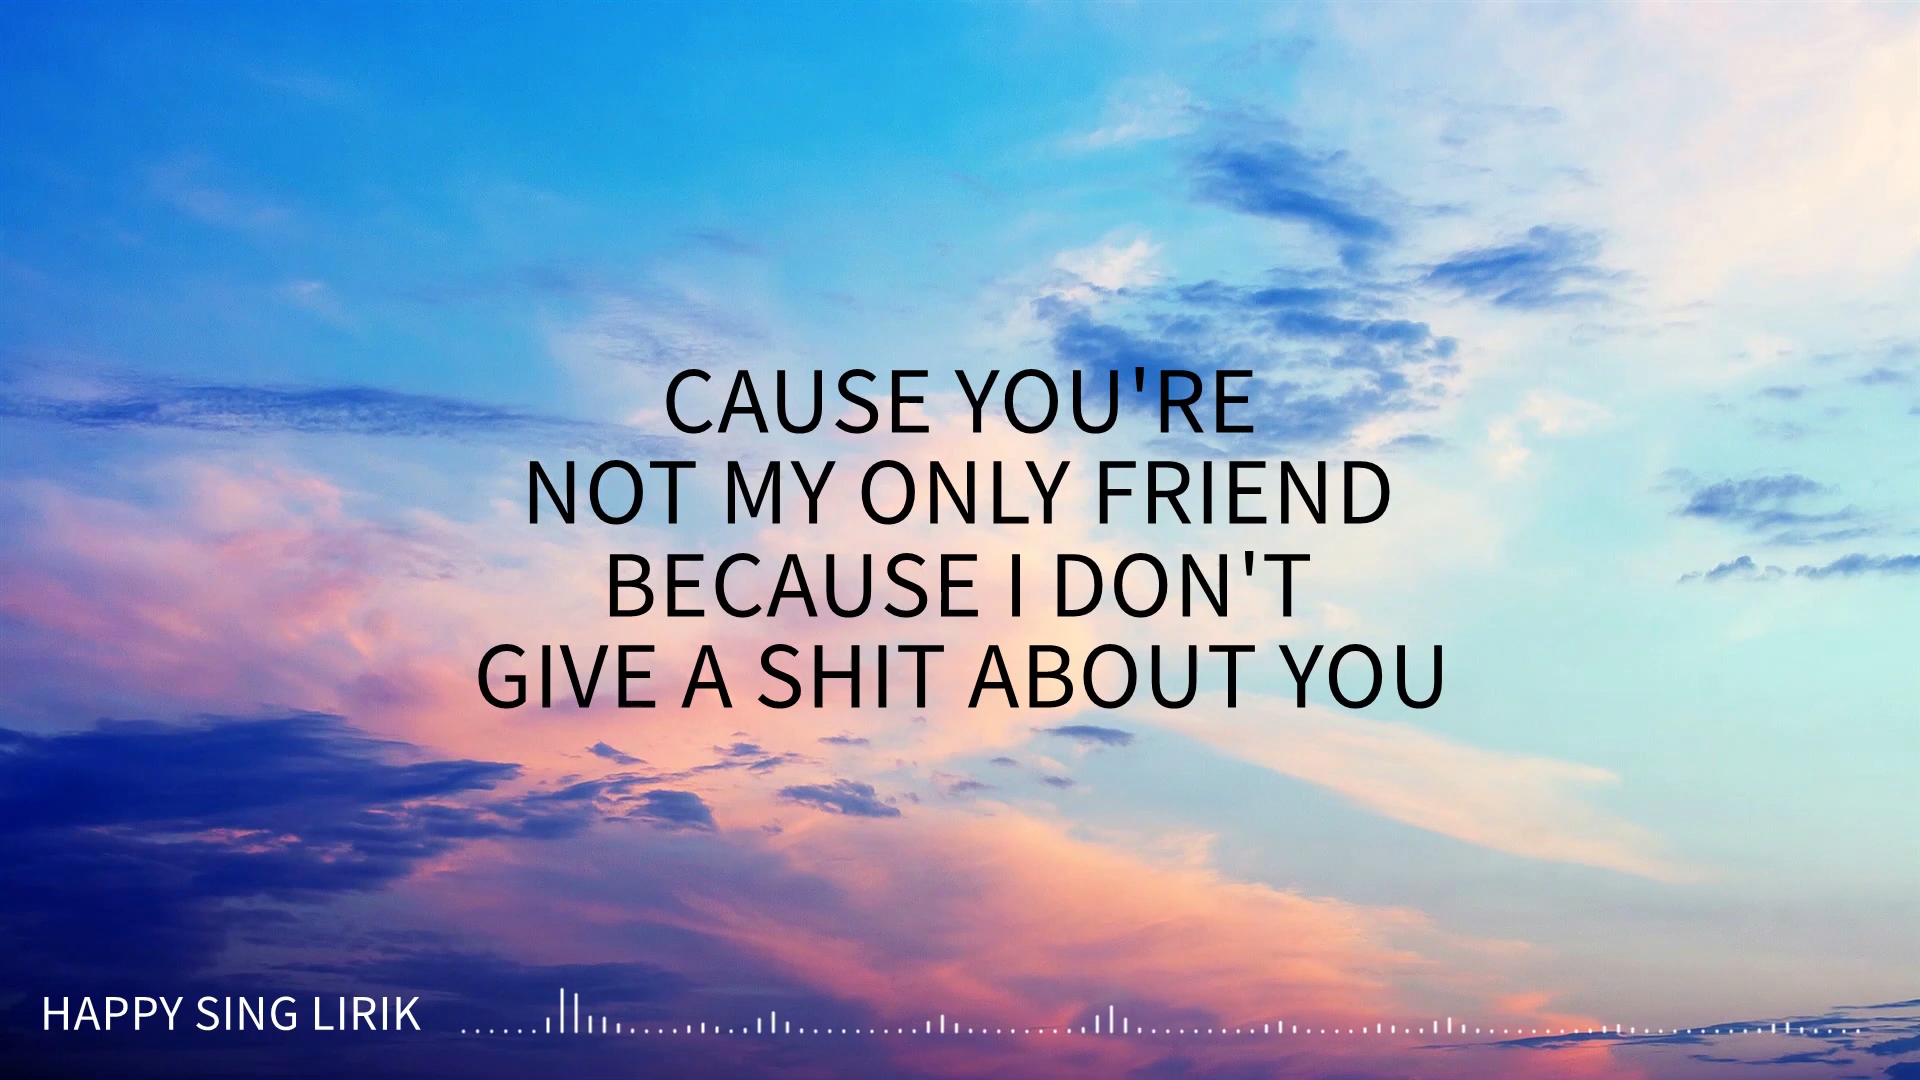 CAUSE YOU'RE
NOT MY ONLY FRIEND
BECAUSE I DON'T
GIVE A SHIT ABOUT YOU
HAPPY SING LIRIK